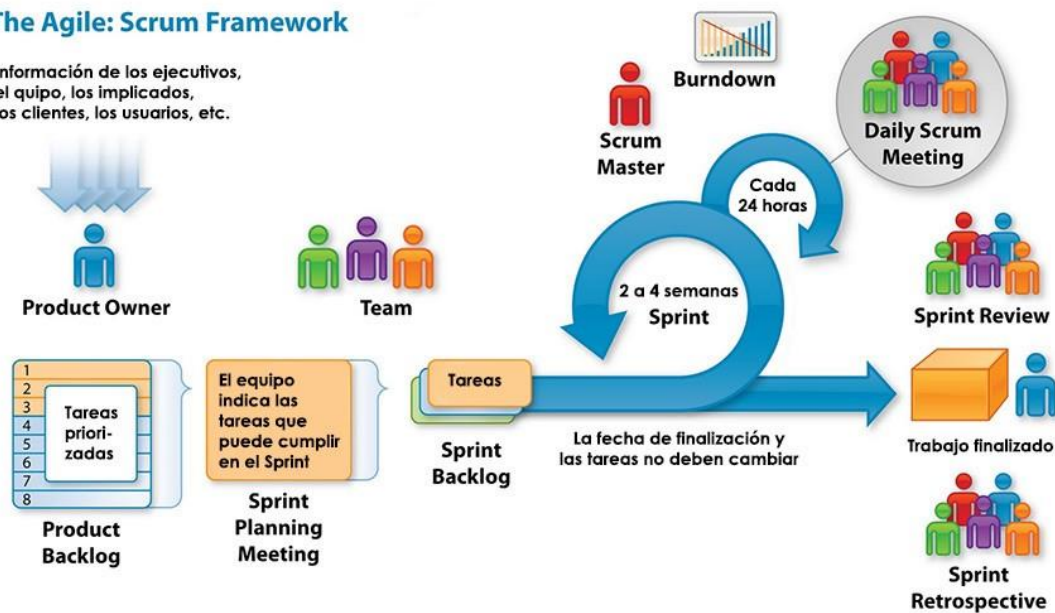 The Agile: Scrum Framework
nformación de los ejecutivos,
el quipo, los implicados,
os clientes, los usuarios, etc.
Product Owner
Team
Scrum
Master
Burndown
Daily Scrum
Meeting
Cada
24 horas
2 a 4 semanas
Sprint
Sprint Review
1
2
3
4
5
6
7
8
Tareas
priori-
zadas
Product
Backlog
El equipo
indica las
tareas que
puede cumplir
en el Sprint
Sprint
Planning
Meeting
Tareas
Sprint
Backlog
La fecha de finalización y
las tareas no deben cambiar
Trabajo finalizado
Sprint
Retrospective